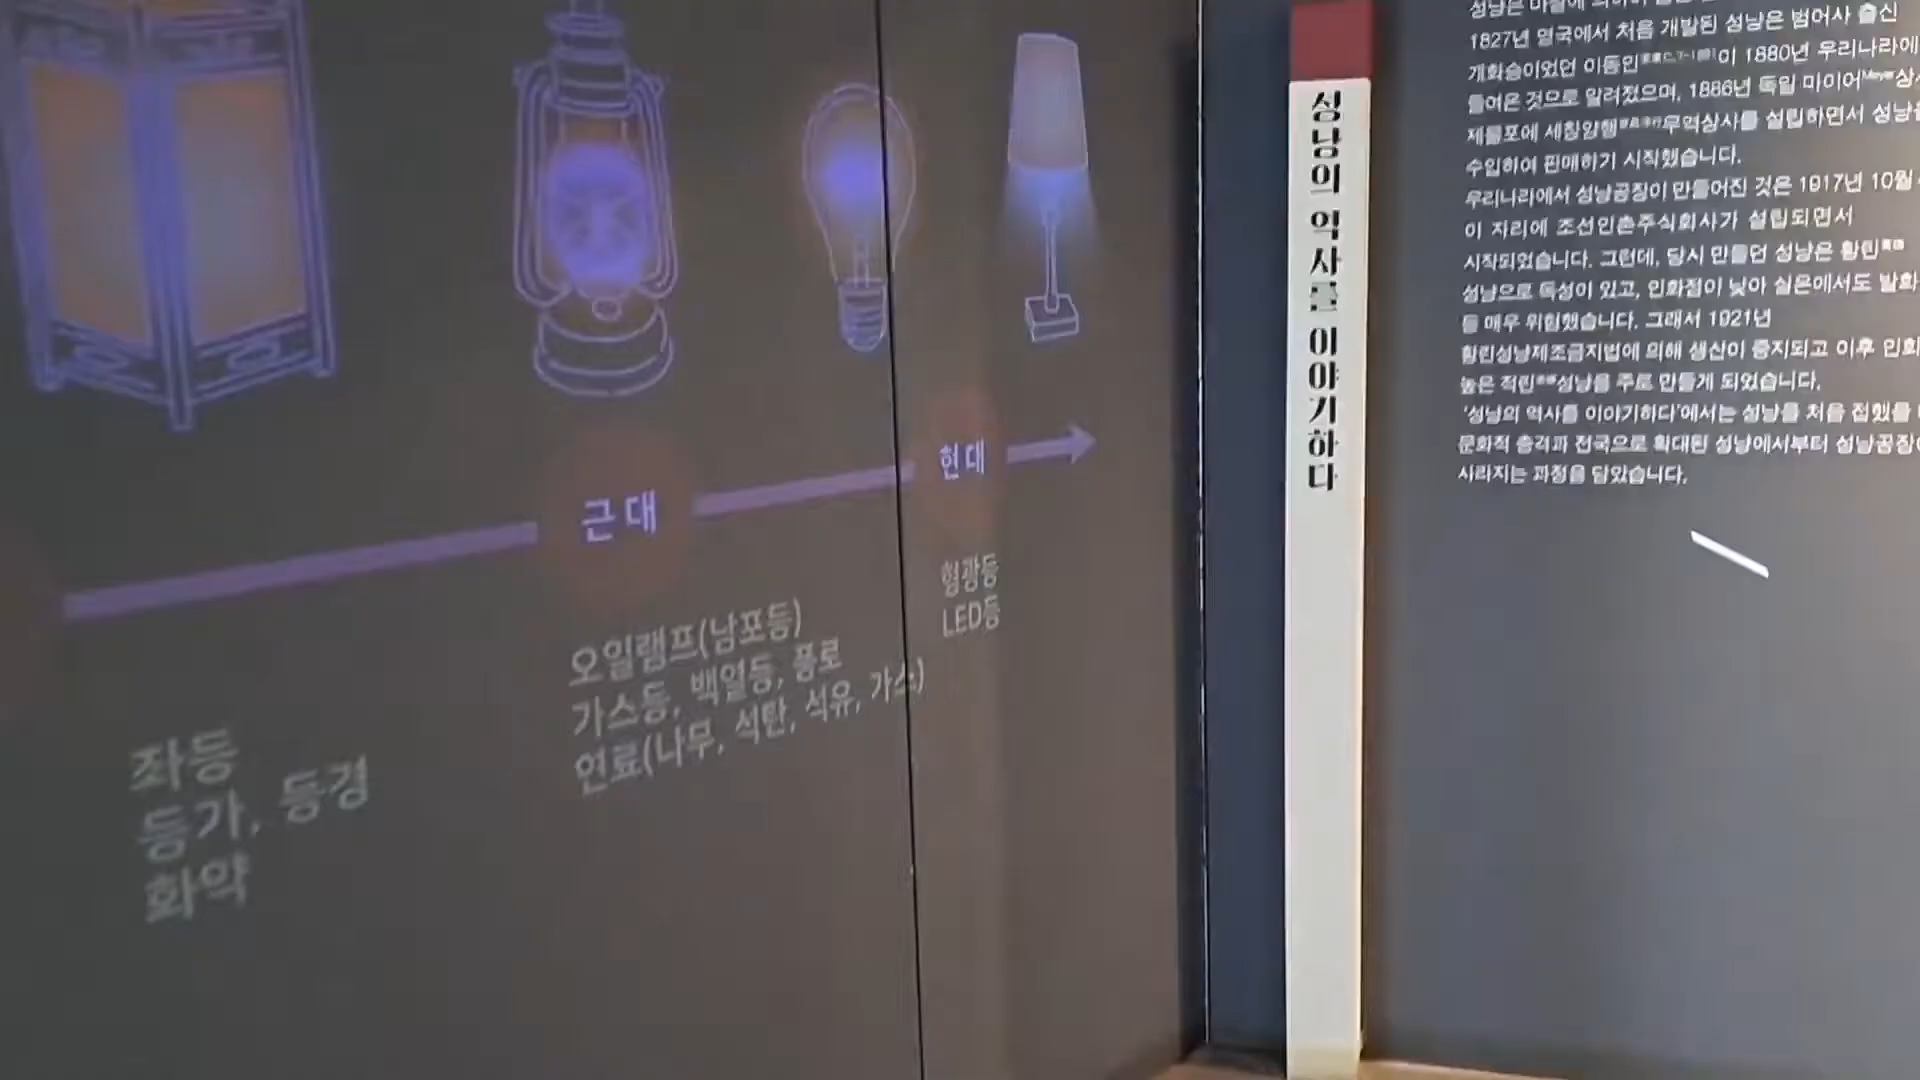 근대
현대
좌등
등가, 등경
화약
오일램프(남포등)
가스등, 백열등, 풍로
연료(나무, 석탄, 석유, 가스)
형광등
LED등
성냥의 역사를 이야기하다
성냥은 마찰에 의하여
1827년 영국에서 처음 개발된 성냥은 범어사 출신
개화승이었던 이동인 이 1880년 우리나라에
들여온 것으로 알려졌으며, 1886년 독일 마이어Meyer상사
제물포에 세창양행 무역상사를 설립하면서 성냥을
수입하여 판매하기 시작했습니다.
우리나라에서 성냥공장이 만들어진 것은 1917년 10월
이 자리에 조선인촌주식회사가 설립되면서
시작되었습니다. 그런데, 당시 만들던 성냥은 황린
성냥으로 독성이 있고, 인화점이 낮아 실온에서도 발화
등 매우 위험했습니다. 그래서 1921년
황린성냥제조금지법에 의해 생산이 중지되고 이후 인화
높은 적린 성냥을 주로 만들게 되었습니다.
'성냥의 역사를 이야기하다'에서는 성냥을 처음 접했을
문화적 충격과 전국으로 확대된 성냥에서부터 성냥공장이
사라지는 과정을 담았습니다.